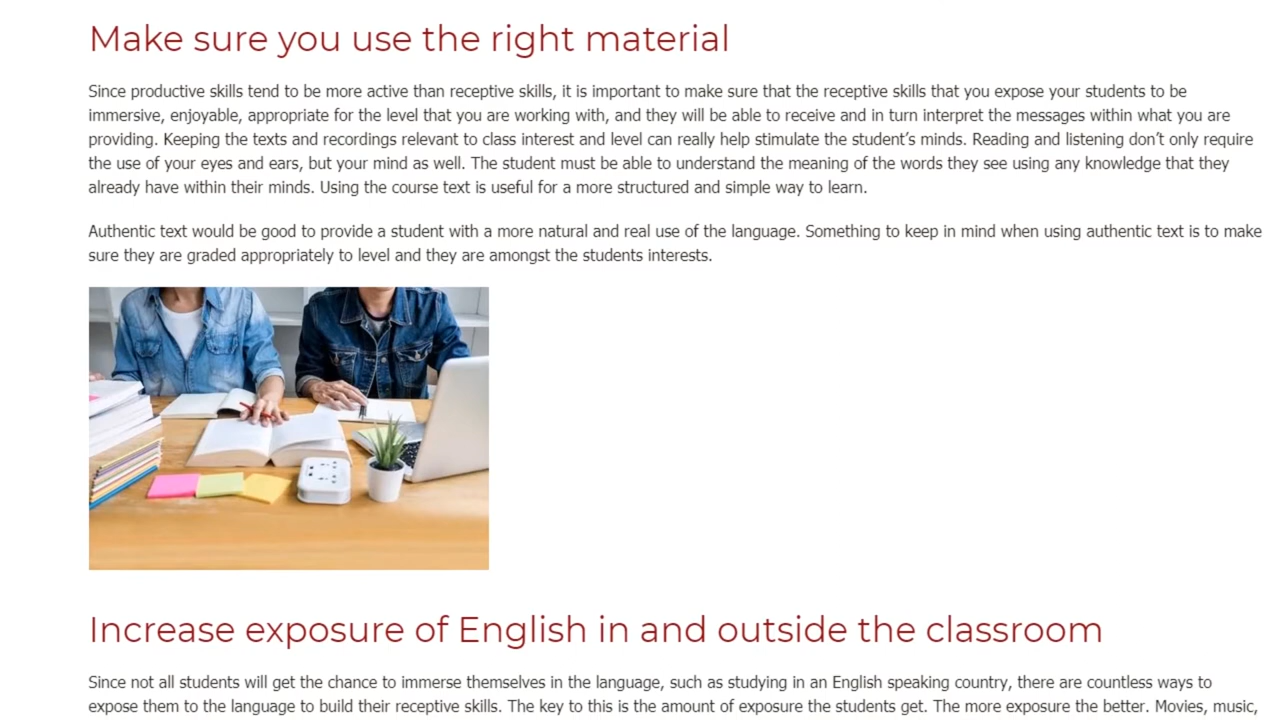 Make sure you use the right material
Since productive skills tend to be more active than receptive skills, it is important to make sure that the receptive skills that you expose your students to be
immersive, enjoyable, appropriate for the level that you are working with, and they will be able to receive and in turn interpret the messages within what you are
providing. Keeping the texts and recordings relevant to class interest and level can really help stimulate the student’s minds. Reading and listening don’t only require
the use of your eyes and ears, but your mind as well. The student must be able to understand the meaning of the words they see using any knowledge that they
already have within their minds. Using the course text is useful for a more structured and simple way to learn.
Authentic text would be good to provide a student with a more natural and real use of the language. Something to keep in mind when using authentic text is to make
sure they are graded appropriately to level and they are amongst the students interests.
Increase exposure of English in and outside the classroom
Since not all students will get the chance to immerse themselves in the language, such as studying in an English speaking country, there are countless ways to
expose them to the language to build their receptive skills. The key to this is the amount of exposure the students get. The more exposure the better. Movies, music,